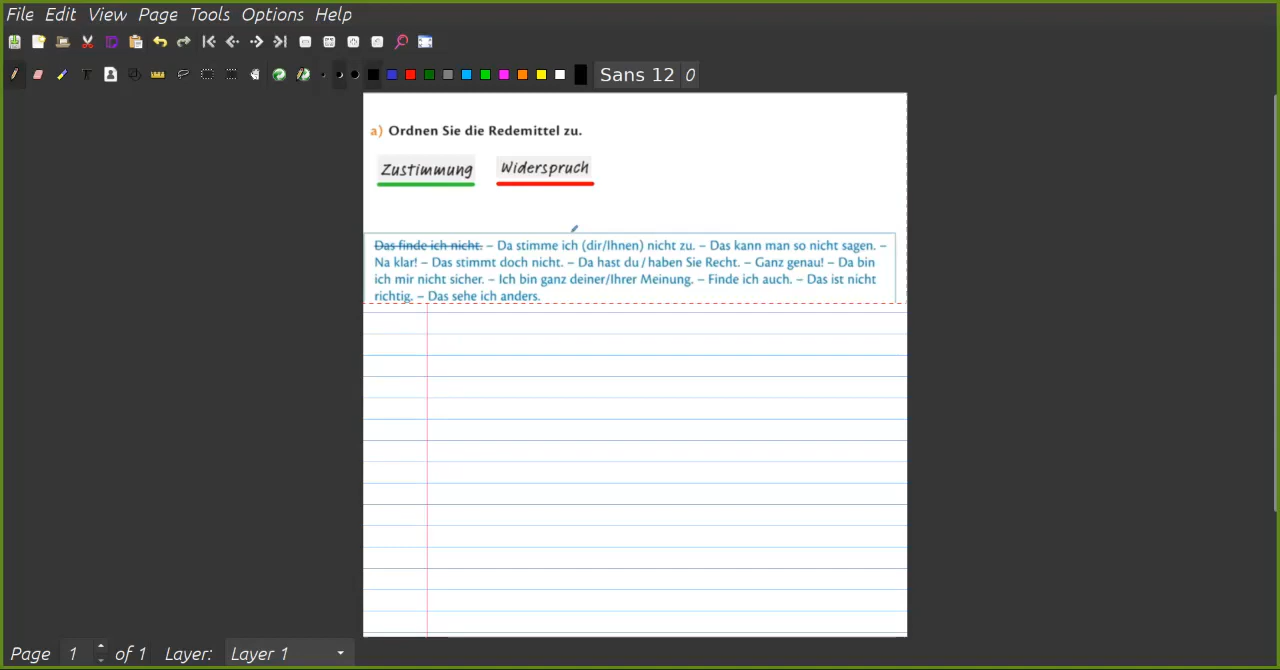 File Edit View Page Tools Options Help
Sans 12 0
a) Ordnen Sie die Redemittel zu.
Zustimmung Widerspruch
Das finde ich nicht. – Da stimme ich (dir/Ihnen) nicht zu. – Das kann man so nicht sagen. –
Na klar! – Das stimmt doch nicht. – Da hast du / haben Sie Recht. – Ganz genau! – Da bin
ich mir nicht sicher. – Ich bin ganz deiner/Ihrer Meinung. – Finde ich auch. – Das ist nicht
richtig. – Das sehe ich anders.
Page 1 of 1 Layer: Layer 1